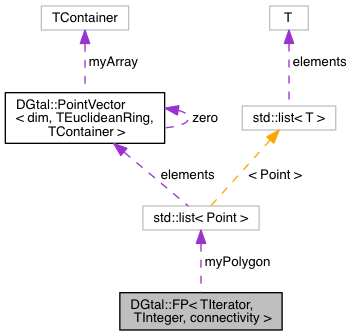 TContainer
T
myArray
elements
DGtal::PointVector
< dim, TEuclideanRing,
TContainer >
zero
std::list< T >
elements
< Point >
std::list< Point >
myPolygon
DGtal::FP< TIterator,
TInteger, connectivity >